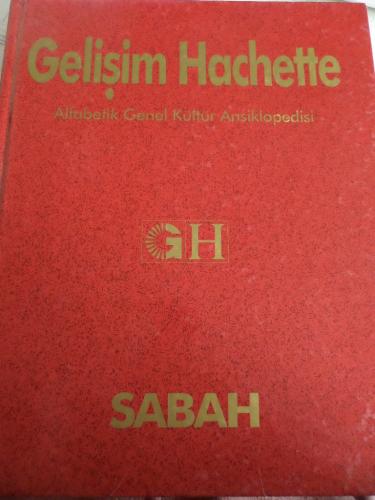 Gelişim Hachette
Alfabetik Genel Kültür Ansiklopedisi
GH
SABAH